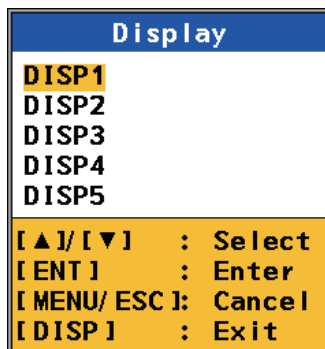 Display
DISP1
DISP2
DISP3
DISP4
DISP5
[▲]/[▼] : Select
[ENT] : Enter
[MENU/ESC]: Cancel
[DISP] : Exit